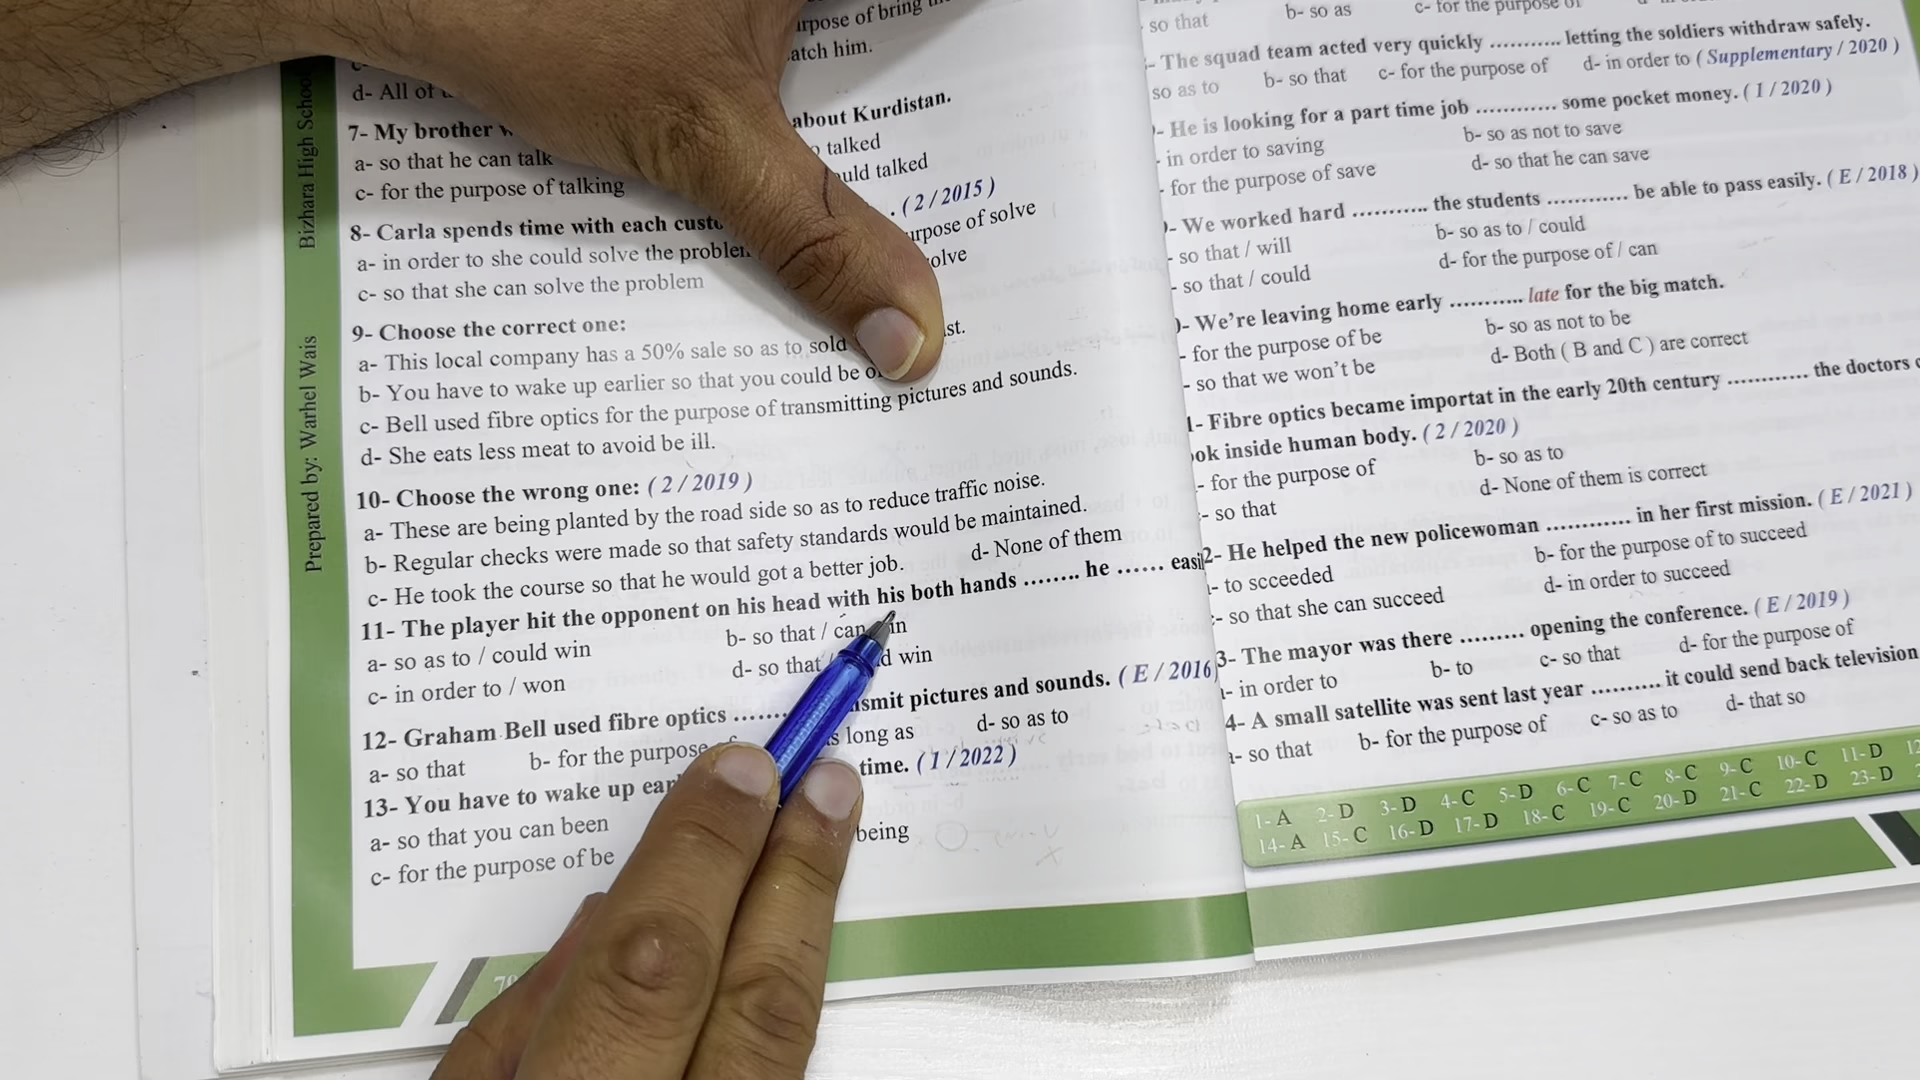 Bizhara High School
Prepared by: Warhel Wais
urpose of bring
atch him.
d- All of
7- My brother
about Kurdistan.
a- so that he can talk
talked
c- for the purpose of talking
uld talked
8- Carla spends time with each
. ( 2 / 2015 )
a- in order to she could solve the
urpose of solve
c- so that she can solve the problem
olve
9- Choose the correct one:
a- This local company has a 50% sale so as to sold
st.
b- You have to wake up earlier so that you could be
c- Bell used fibre optics for the purpose of transmitting pictures and sounds.
d- She eats less meat to avoid be ill.
10- Choose the wrong one: ( 2 / 2019 )
a- These are being planted by the road side so as to reduce traffic noise.
b- Regular checks were made so that safety standards would be maintained.
c- He took the course so that he would got a better job.
d- None of them
11- The player hit the opponent on his head with his both hands ........ he ...... easi
a- so as to / could win
b- so that / can in
c- in order to / won
d- so that d win
12- Graham Bell used fibre optics ....... smit pictures and sounds. ( E / 2016
a- so that
b- for the purpose
s long as
d- so as to
13- You have to wake up ear
time. ( 1 / 2022 )
a- so that you can been
being
c- for the purpose of be
so that
b- so as
c- for the purpose of
- The squad team acted very quickly ........... letting the soldiers withdraw safely.
so as to
b- so that
c- for the purpose of
d- in order to ( Supplementary / 2020 )
- He is looking for a part time job ............ some pocket money. ( 1 / 2020 )
- in order to saving
b- so as not to save
- for the purpose of save
d- so that he can save
- We worked hard ............ the students ............ be able to pass easily. ( E / 2018 )
- so that / will
b- so as to / could
- so that / could
d- for the purpose of / can
)- We're leaving home early ........... late for the big match.
- for the purpose of be
b- so as not to be
- so that we won't be
d- Both ( B and C ) are correct
1- Fibre optics became importat in the early 20th century ............ the doctors
ok inside human body. ( 2 / 2020 )
- for the purpose of
b- so as to
- so that
d- None of them is correct
2- He helped the new policewoman ............ in her first mission. ( E / 2021 )
- to scceeded
b- for the purpose of to succeed
- so that she can succeed
d- in order to succeed
3- The mayor was there ......... opening the conference. ( E / 2019 )
- in order to
b- to
c- so that
d- for the purpose of
4- A small satellite was sent last year .......... it could send back television
- so that
b- for the purpose of
c- so as to
d- that so
1- A 2- D 3- D 4- C 5- D 6- C 7- C 8- C 9- C 10- C 11- D
14- A 15- C 16- D 17- D 18- C 19- C 20- D 21- C 22- D 23- D